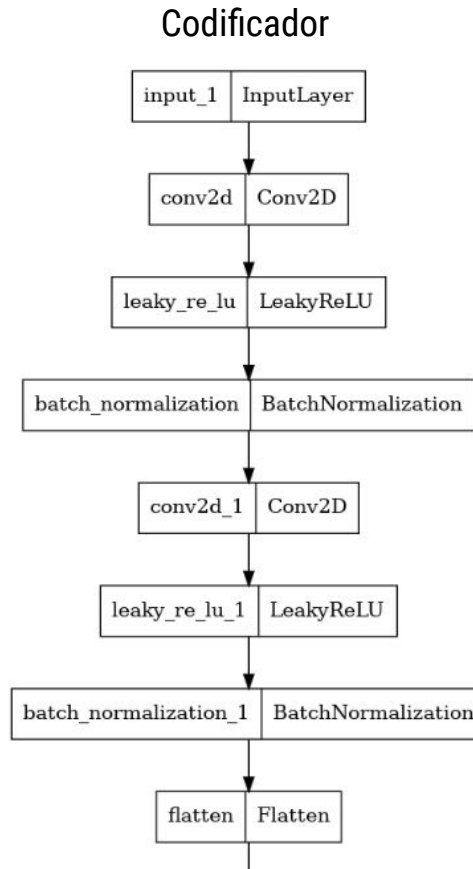 Codificador
input_1 InputLayer
conv2d Conv2D
leaky_re_lu LeakyReLU
batch_normalization BatchNormalization
conv2d_1 Conv2D
leaky_re_lu_1 LeakyReLU
batch_normalization_1 BatchNormalization
flatten Flatten